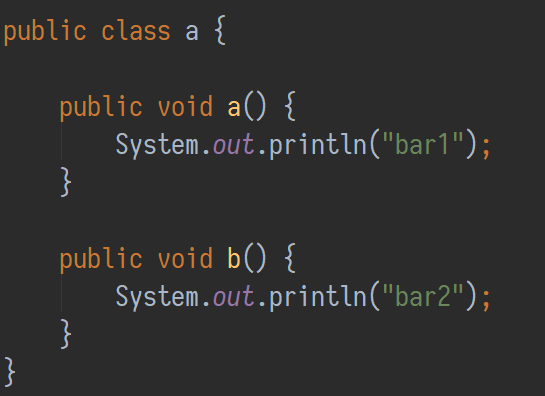 public class a {
    public void a() {
        System.out.println("bar1");
    }
    public void b() {
        System.out.println("bar2");
    }
}